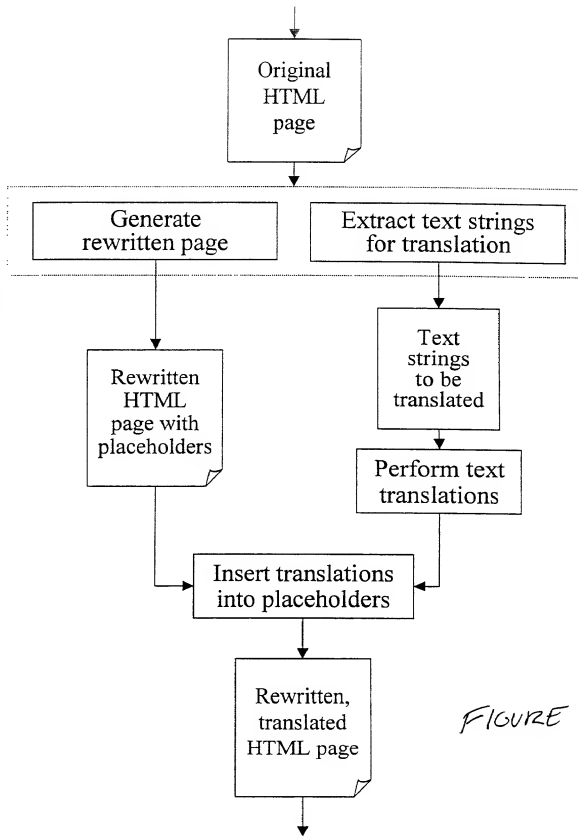 Original
HTML
page
Generate
rewritten page
Extract text strings
for translation
Text
strings
to be
translated
Rewritten
HTML
page with
placeholders
Perform text
translations
Insert translations
into placeholders
Rewritten,
translated
HTML page
FIGURE